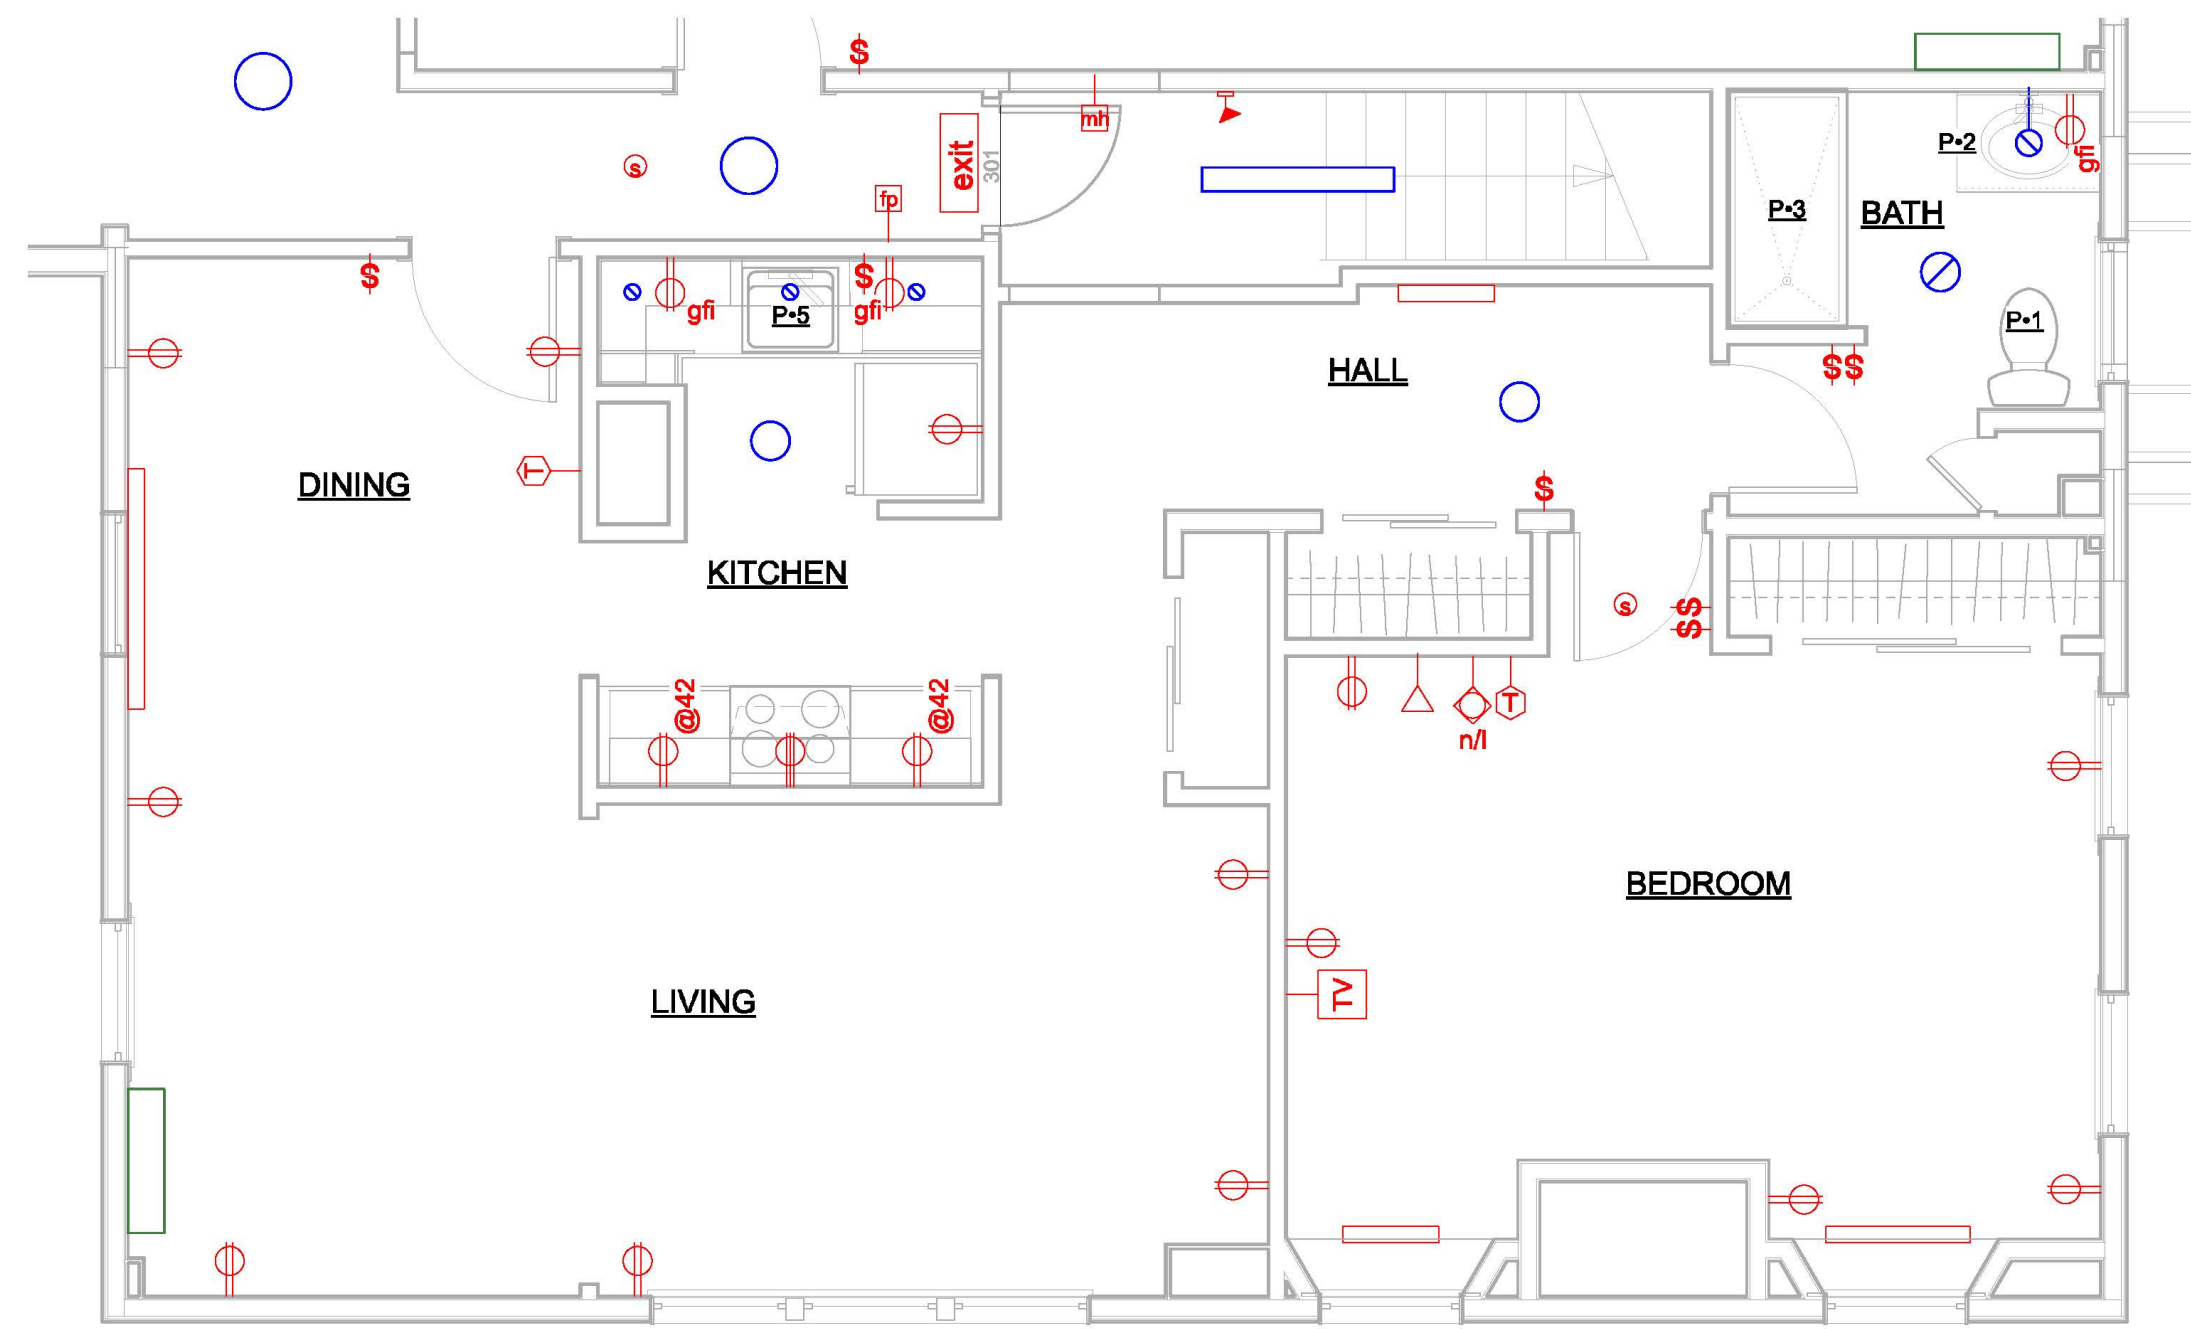 $
mh
exit
301
s
fp
P•2
gfi
P•3
BATH
$
$
gfi
P•5
gfi
P•1
HALL
$$
DINING
T
$
KITCHEN
s
$$
@42
@42
T
n/l
BEDROOM
TV
LIVING